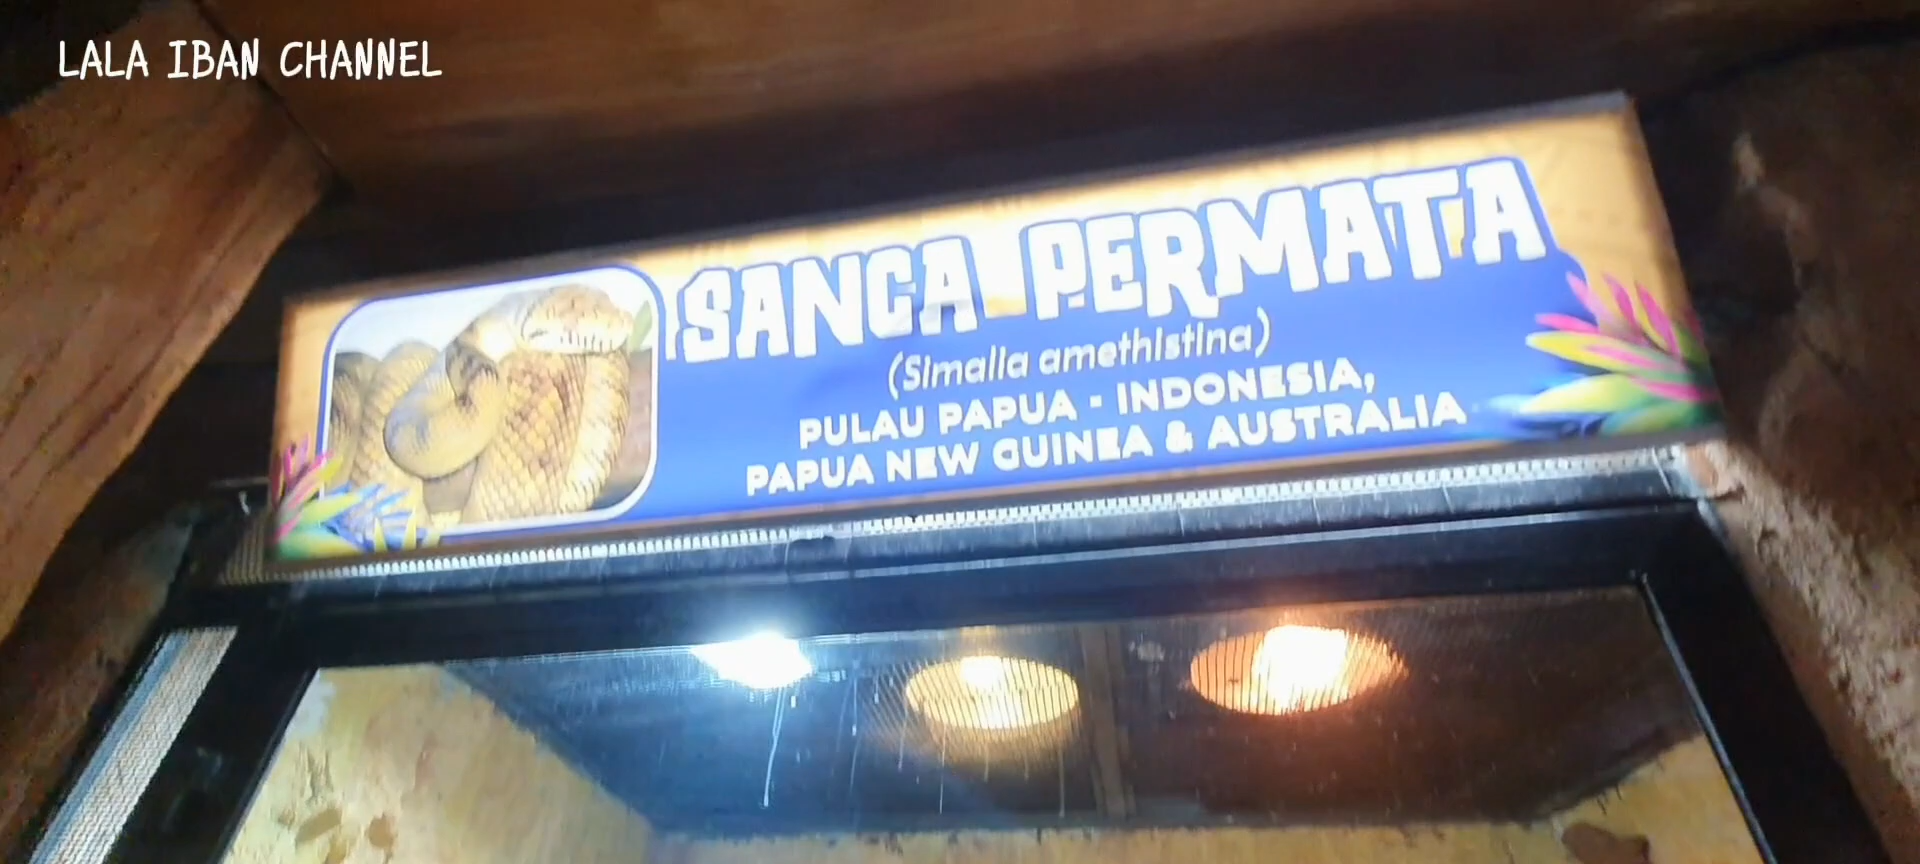 LALA IBAN CHANNEL
SANCA PERMATA
(Simalia amethistina)
PULAU PAPUA - INDONESIA,
PAPUA NEW GUINEA & AUSTRALIA